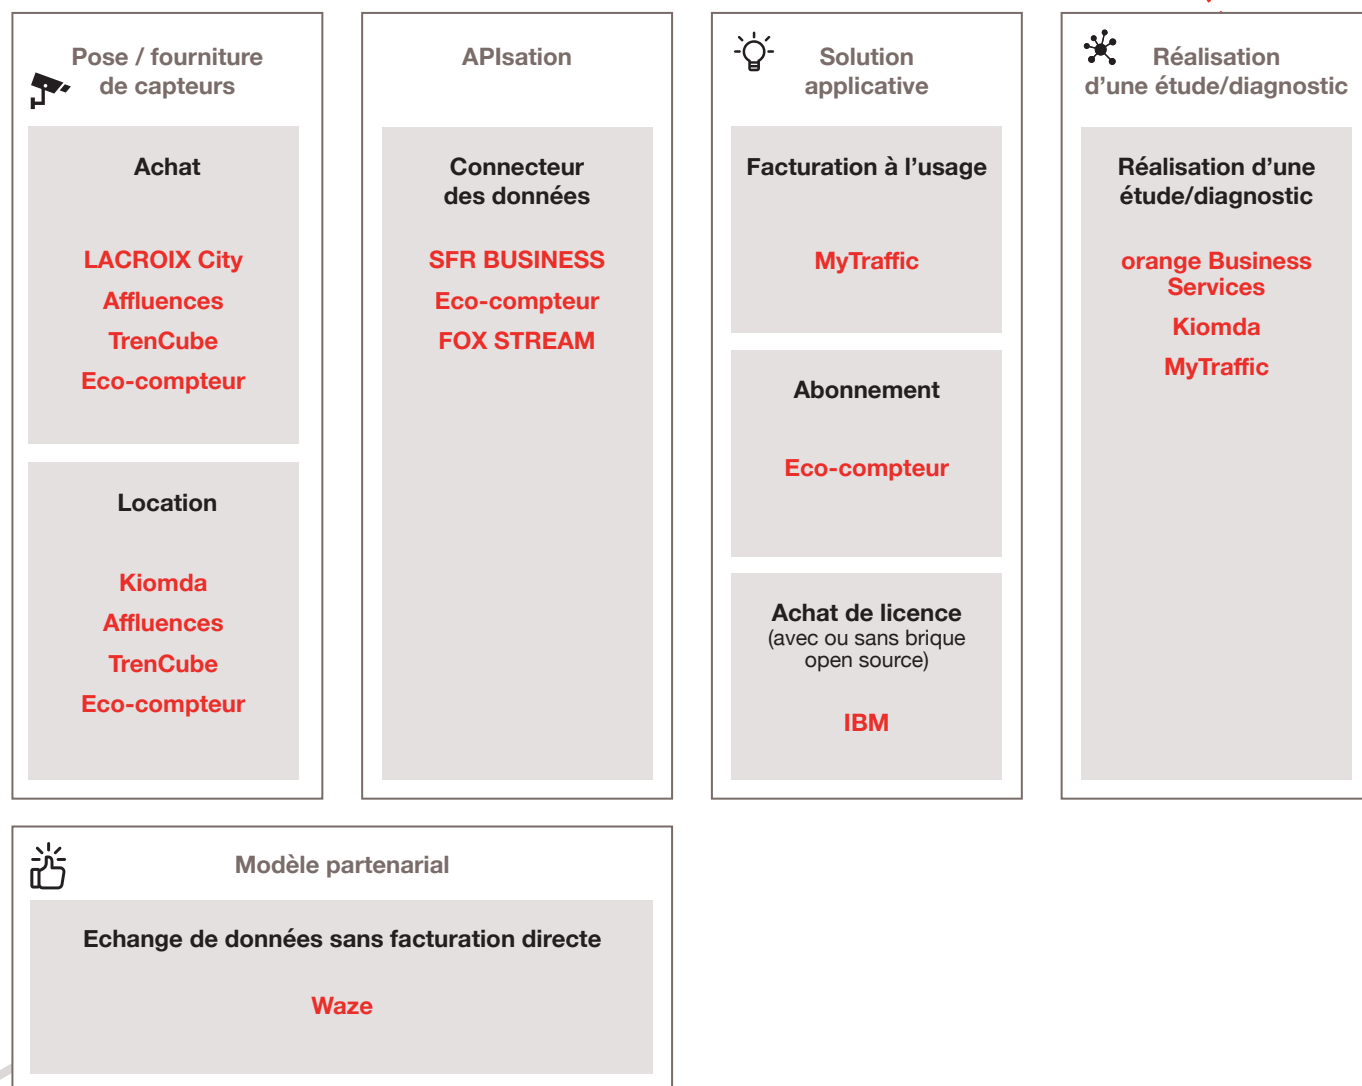 Pose / fourniture
de capteurs
Achat
LACROIX City
Affluences
TrenCube
Eco-compteur
Location
Kiomda
Affluences
TrenCube
Eco-compteur
APIsation
Connecteur
des données
SFR BUSINESS
Eco-compteur
FOX STREAM
Solution
applicative
Facturation à l’usage
MyTraffic
Abonnement
Eco-compteur
Achat de licence
(avec ou sans brique
open source)
IBM
Réalisation
d’une étude/diagnostic
Réalisation d’une
étude/diagnostic
orange Business
Services
Kiomda
MyTraffic
Modèle partenarial
Echange de données sans facturation directe
Waze